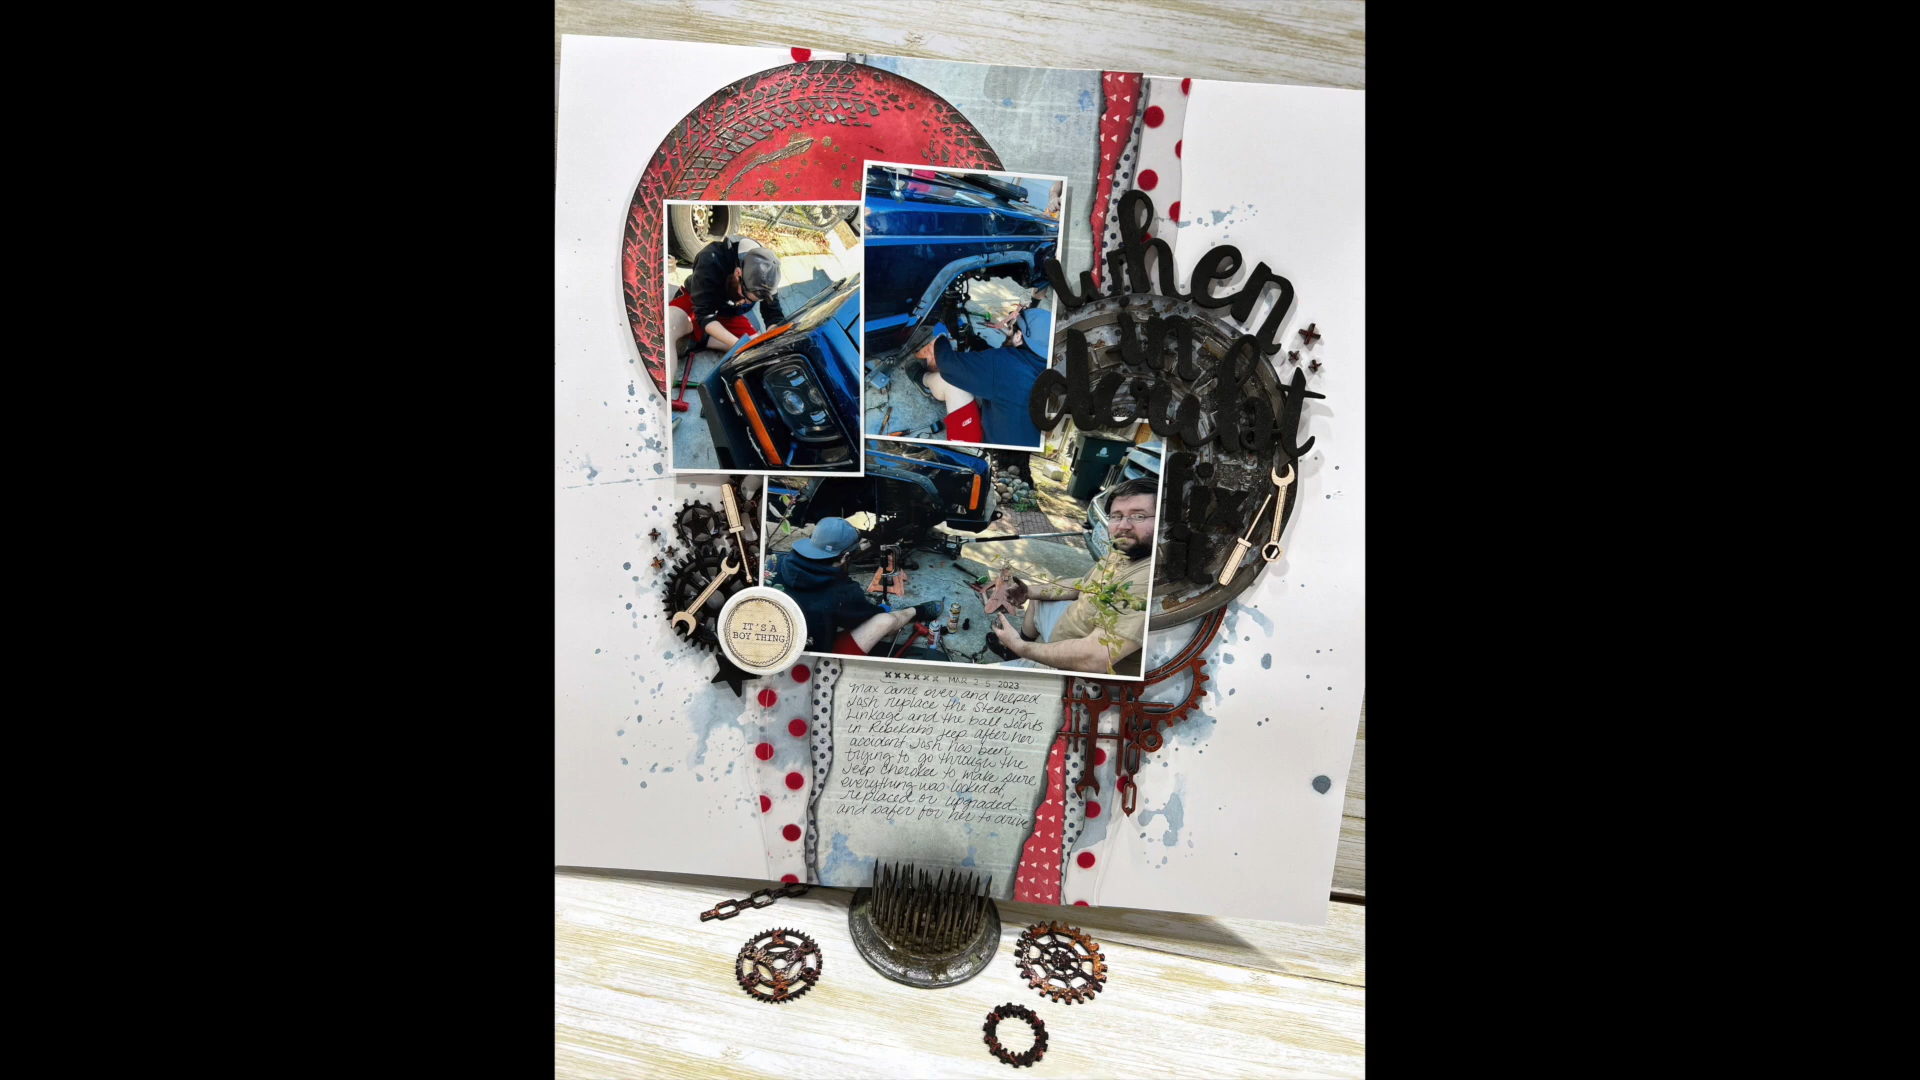 when
in
doubt
fix
it
IT'S A
BOY THING
MAR 25 2023
Max came over and helped
Josh replace the Steering
Linkage and the ball Joints
in Rebekah's Jeep after her
accident Josh has been
trying to go through the
Jeep Cherokee to make sure
everything was looked at,
replaced or upgraded
and safer for her to drive